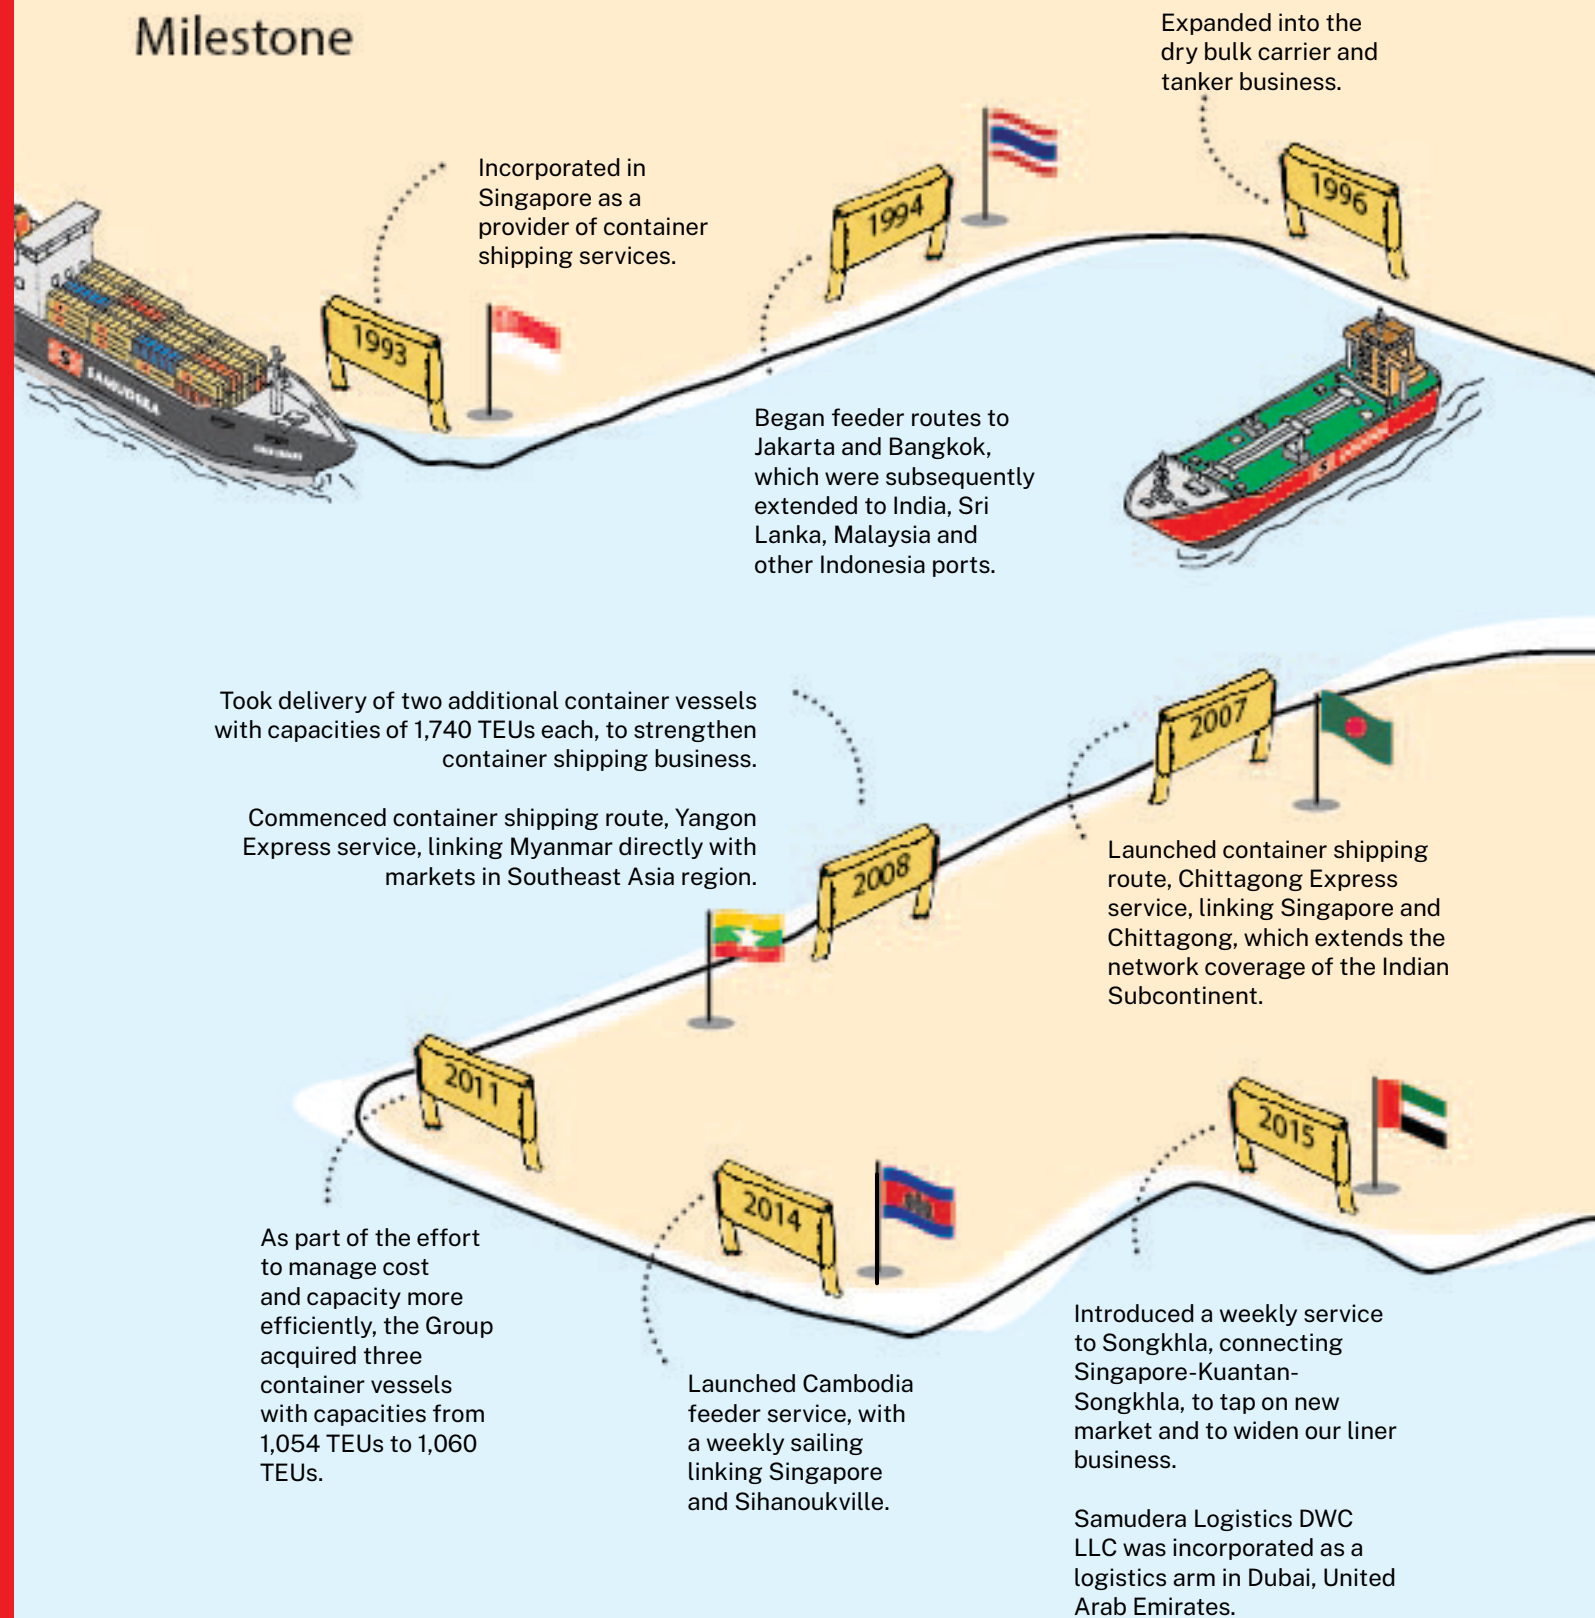 Milestone
Expanded into the
dry bulk carrier and
tanker business.
Incorporated in
Singapore as a
provider of container
shipping services.
1993
1994
1996
SAMUDERA
Began feeder routes to
Jakarta and Bangkok,
which were subsequently
extended to India, Sri
Lanka, Malaysia and
other Indonesia ports.
Took delivery of two additional container vessels
with capacities of 1,740 TEUs each, to strengthen
container shipping business.
Commenced container shipping route, Yangon
Express service, linking Myanmar directly with
markets in Southeast Asia region.
2007
2008
Launched container shipping
route, Chittagong Express
service, linking Singapore and
Chittagong, which extends the
network coverage of the Indian
Subcontinent.
2011
2014
2015
As part of the effort
to manage cost
and capacity more
efficiently, the Group
acquired three
container vessels
with capacities from
1,054 TEUs to 1,060
TEUs.
Launched Cambodia
feeder service, with
a weekly sailing
linking Singapore
and Sihanoukville.
Introduced a weekly service
to Songkhla, connecting
Singapore-Kuantan-
Songkhla, to tap on new
market and to widen our liner
business.
Samudera Logistics DWC
LLC was incorporated as a
logistics arm in Dubai, United
Arab Emirates.